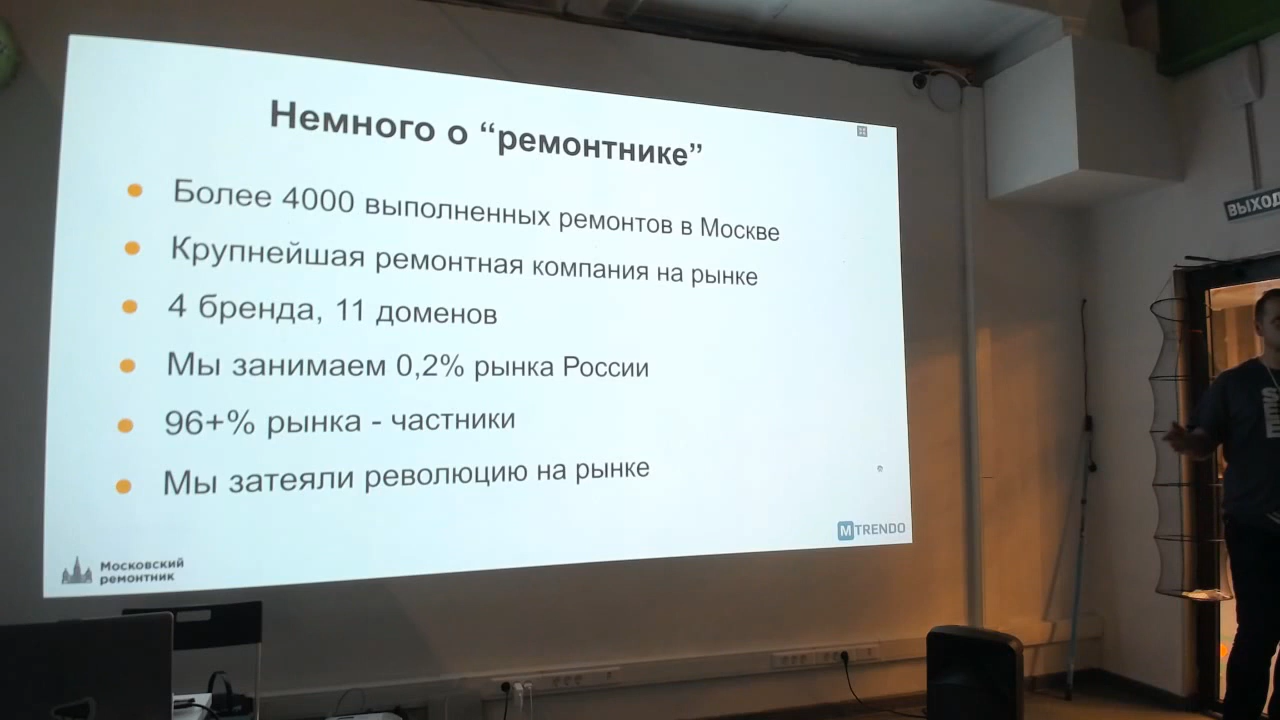 Немного о “ремонтнике”
Более 4000 выполненных ремонтов в Москве
Крупнейшая ремонтная компания на рынке
4 бренда, 11 доменов
Мы занимаем 0,2% рынка России
96+% рынка - частники
Мы затеяли революцию на рынке
M TRENDO
Московский
ремонтник
ВЫХОД